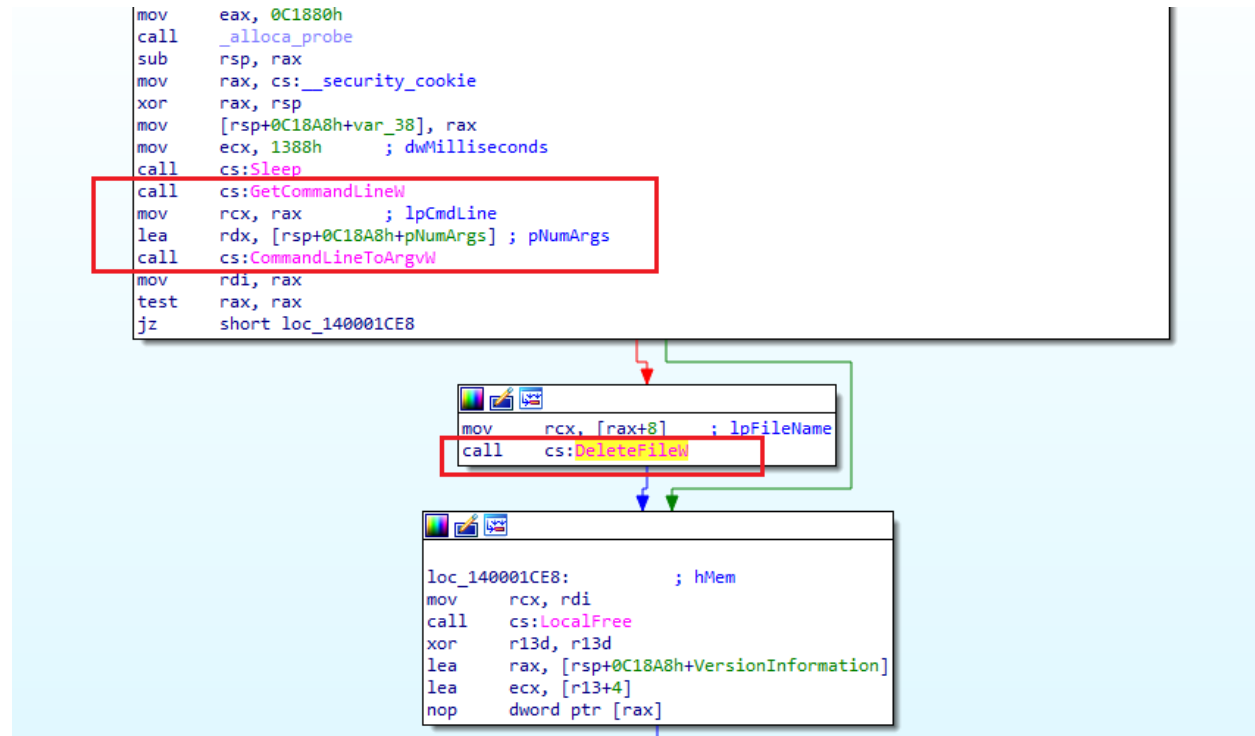 mov eax, 0C1880h
call _alloca_probe
sub rsp, rax
mov rax, cs:__security_cookie
xor rax, rsp
mov [rsp+0C18A8h+var_38], rax
mov ecx, 1388h ; dwMilliseconds
call cs:Sleep
call cs:GetCommandLineW
mov rcx, rax ; lpCmdLine
lea rdx, [rsp+0C18A8h+pNumArgs] ; pNumArgs
call cs:CommandLineToArgvW
mov rdi, rax
test rax, rax
jz short loc_140001CE8
mov rcx, [rax+8] ; lpFileName
call cs:DeleteFileW
loc_140001CE8: ; hMem
mov rcx, rdi
call cs:LocalFree
xor r13d, r13d
lea rax, [rsp+0C18A8h+VersionInformation]
lea ecx, [r13+4]
nop dword ptr [rax]